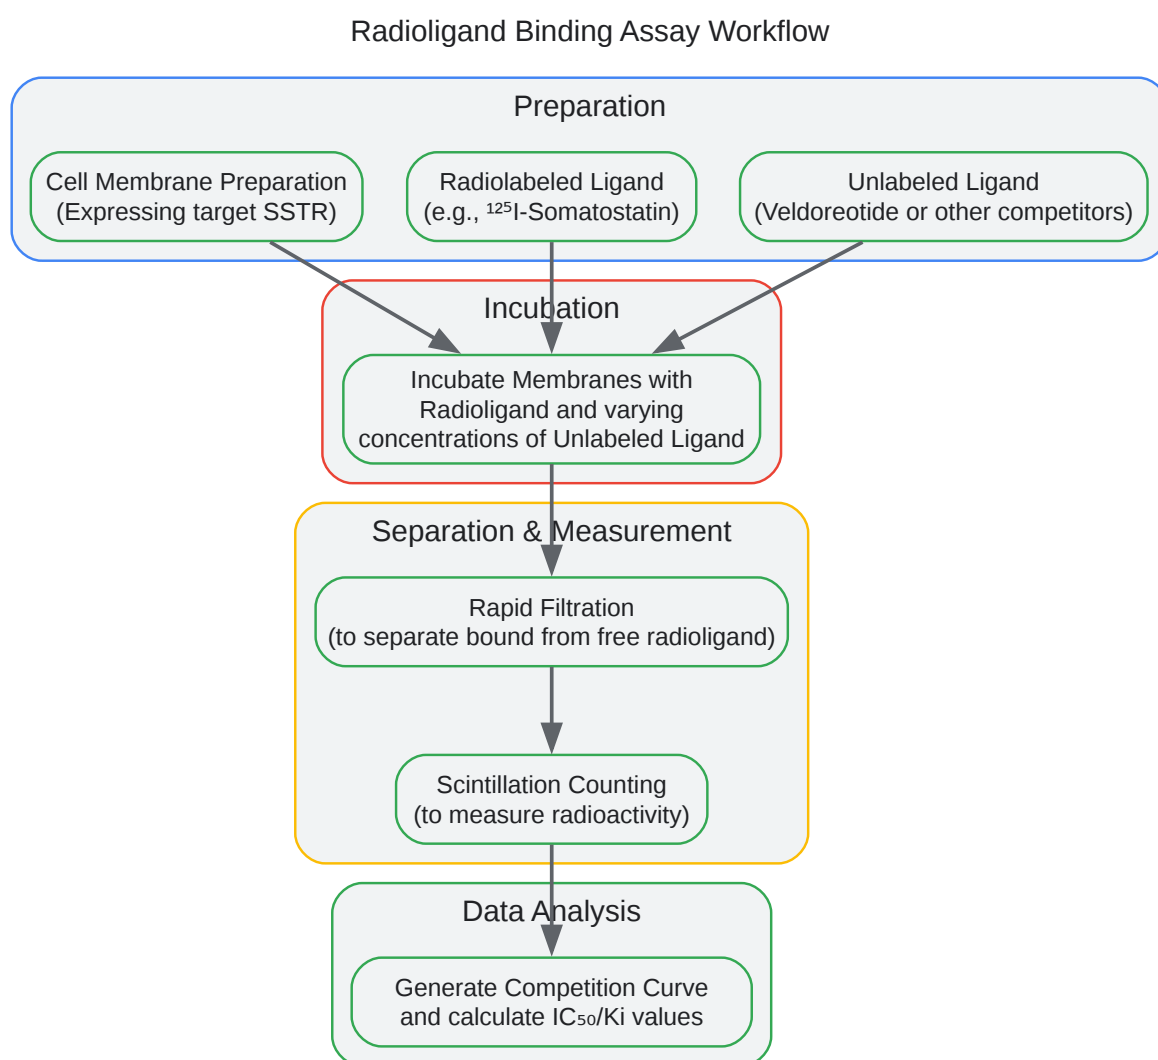 Radioligand Binding Assay Workflow
Preparation
Cell Membrane Preparation
(Expressing target SSTR)
Radiolabeled Ligand
(e.g., ¹²⁵I-Somatostatin)
Unlabeled Ligand
(Veldoreotide or other competitors)
Incubation
Incubate Membranes with
Radioligand and varying
concentrations of Unlabeled Ligand
Separation & Measurement
Rapid Filtration
(to separate bound from free radioligand)
Scintillation Counting
(to measure radioactivity)
Data Analysis
Generate Competition Curve
and calculate IC₅₀/Ki values